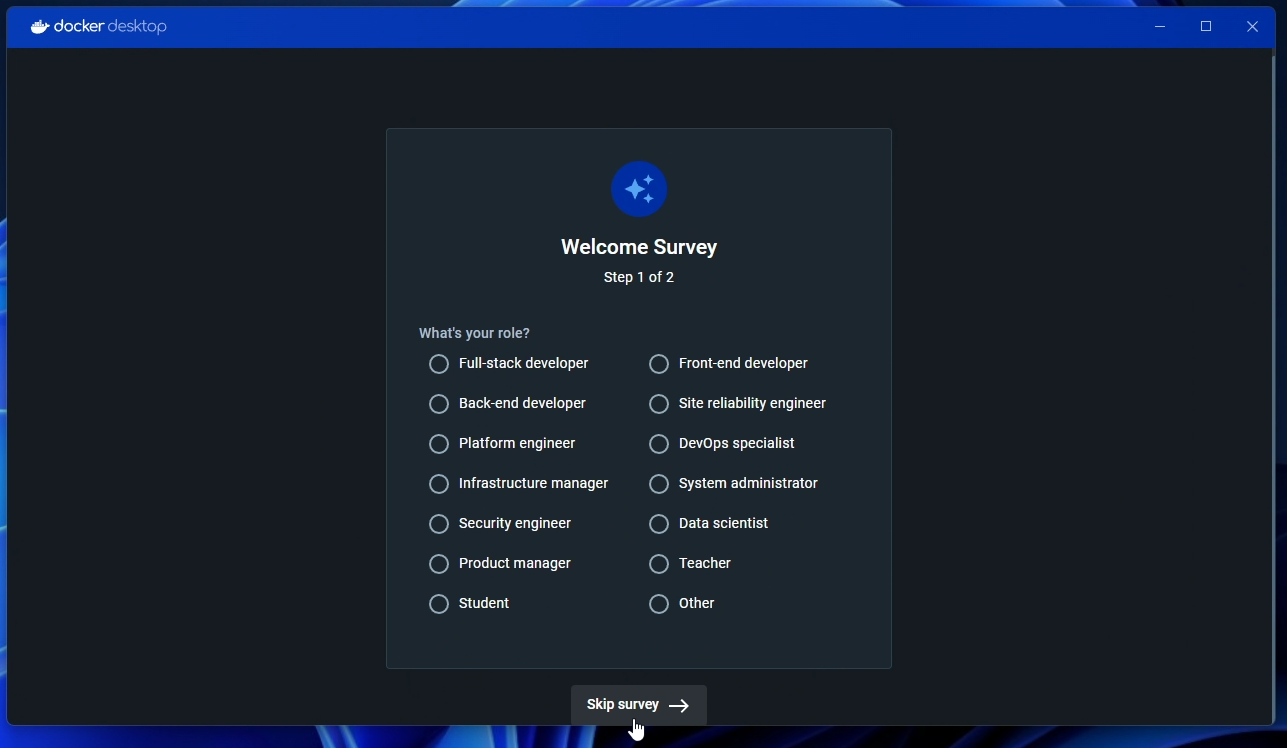 docker desktop
Welcome Survey
Step 1 of 2
What's your role?
Full-stack developer
Front-end developer
Back-end developer
Site reliability engineer
Platform engineer
DevOps specialist
Infrastructure manager
System administrator
Security engineer
Data scientist
Product manager
Teacher
Student
Other
Skip survey